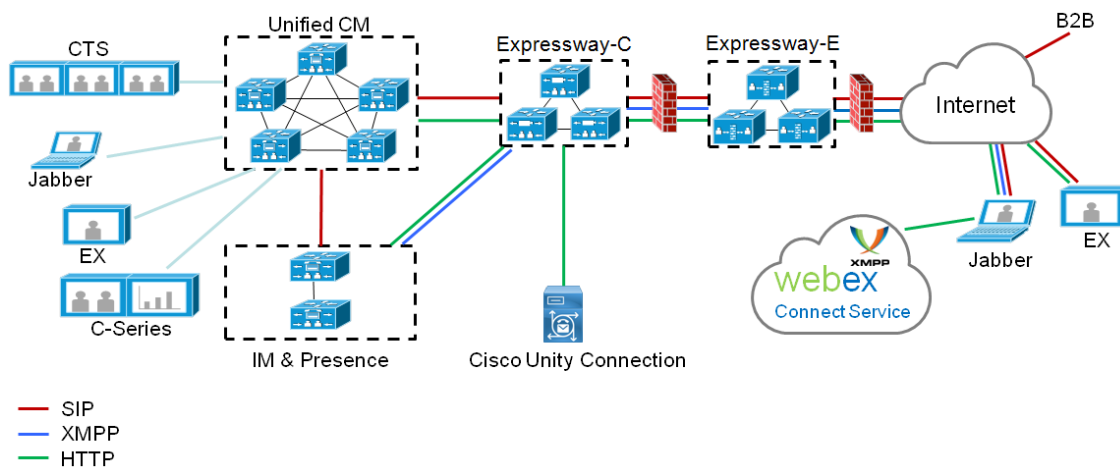 Unified CM
B2B
CTS
Expressway-C
Expressway-E
Internet
Jabber
EX
C-Series
IM & Presence
Cisco Unity Connection
XMPP
webex
Connect Service
Jabber
EX
SIP
XMPP
HTTP